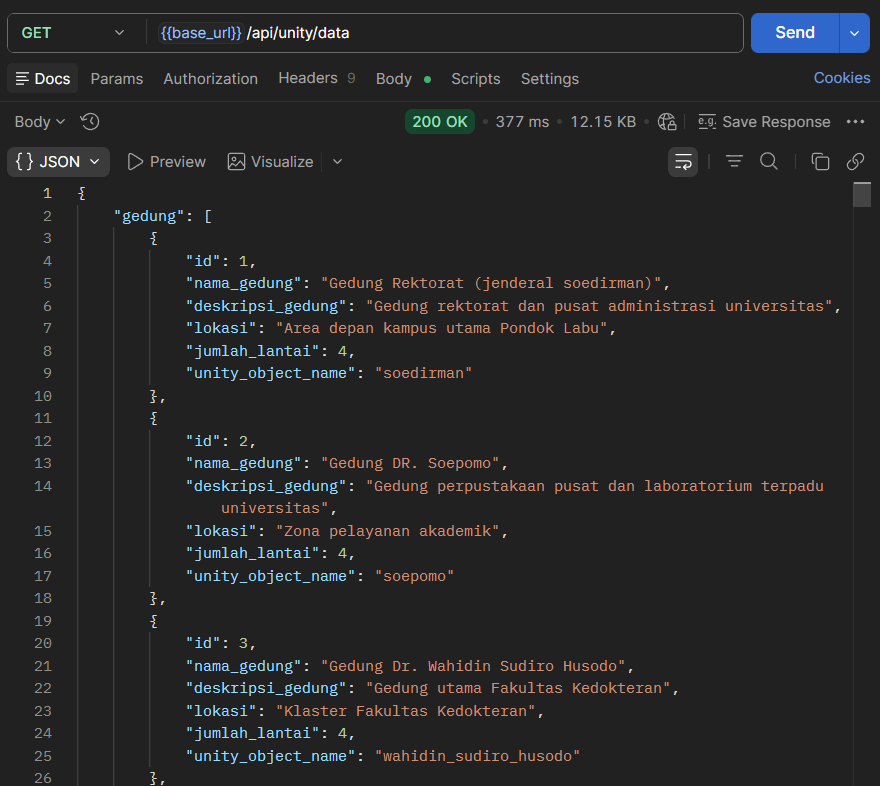 GET {{base_url}} /api/unity/data Send
Docs Params Authorization Headers 9 Body Scripts Settings Cookies
Body 200 OK 377 ms 12.15 KB e.g. Save Response
{} JSON Preview Visualize
1 {
2 "gedung": [
3 {
4 "id": 1,
5 "nama_gedung": "Gedung Rektorat (jenderal soedirman)",
6 "deskripsi_gedung": "Gedung rektorat dan pusat administrasi universitas",
7 "lokasi": "Area depan kampus utama Pondok Labu",
8 "jumlah_lantai": 4,
9 "unity_object_name": "soedirman"
10 },
11 {
12 "id": 2,
13 "nama_gedung": "Gedung DR. Soepomo",
14 "deskripsi_gedung": "Gedung perpustakaan pusat dan laboratorium terpadu
universitas",
15 "lokasi": "Zona pelayanan akademik",
16 "jumlah_lantai": 4,
17 "unity_object_name": "soepomo"
18 },
19 {
20 "id": 3,
21 "nama_gedung": "Gedung Dr. Wahidin Sudiro Husodo",
22 "deskripsi_gedung": "Gedung utama Fakultas Kedokteran",
23 "lokasi": "Klaster Fakultas Kedokteran",
24 "jumlah_lantai": 4,
25 "unity_object_name": "wahidin_sudiro_husodo"
26 },